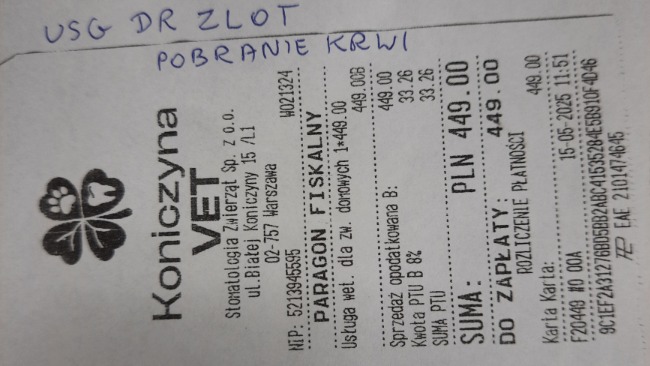 USG DR ZLOT
POBRANIE KRWI
Koniczyna
VET
Stomatologia Zwierząt Sp. z o.o.
ul.Białej Koniczyny 15 /L1
02-757 Warszawa
NIP: 5213945595 W021324
PARAGON FISKALNY
Usługa wet. dla zw. domowych 1*449.00 449.00B
Sprzedaż opodatkowana B: 449.00
Kwota PTU B 8% 33.26
SUMA PTU 33.26
SUMA: PLN 449.00
DO ZAPŁATY: 449.00
ROZLICZENIE PŁATNOŚCI
Karta Karta: 449.00
F20449 #0 00A 15-05-2025 11:51
9C1EF2A31276BD5BB2ABC41535284E5B910F4D46
EAE 2101474645